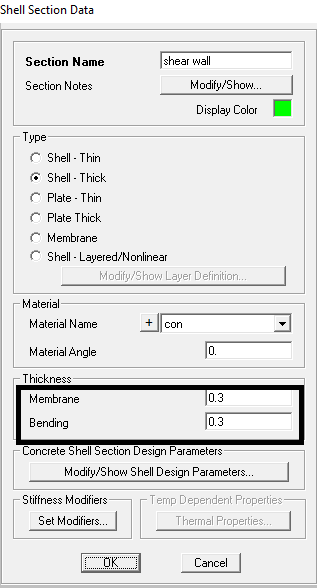 Shell Section Data
Section Name shear wall
Section Notes Modify/Show...
Display Color
Type
Shell - Thin
Shell - Thick
Plate - Thin
Plate Thick
Membrane
Shell - Layered/Nonlinear
Modify/Show Layer Definition...
Material
Material Name + con
Material Angle 0.
Thickness
Membrane 0.3
Bending 0.3
Concrete Shell Section Design Parameters
Modify/Show Shell Design Parameters...
Stiffness Modifiers Temp Dependent Properties
Set Modifiers... Thermal Properties...
OK Cancel